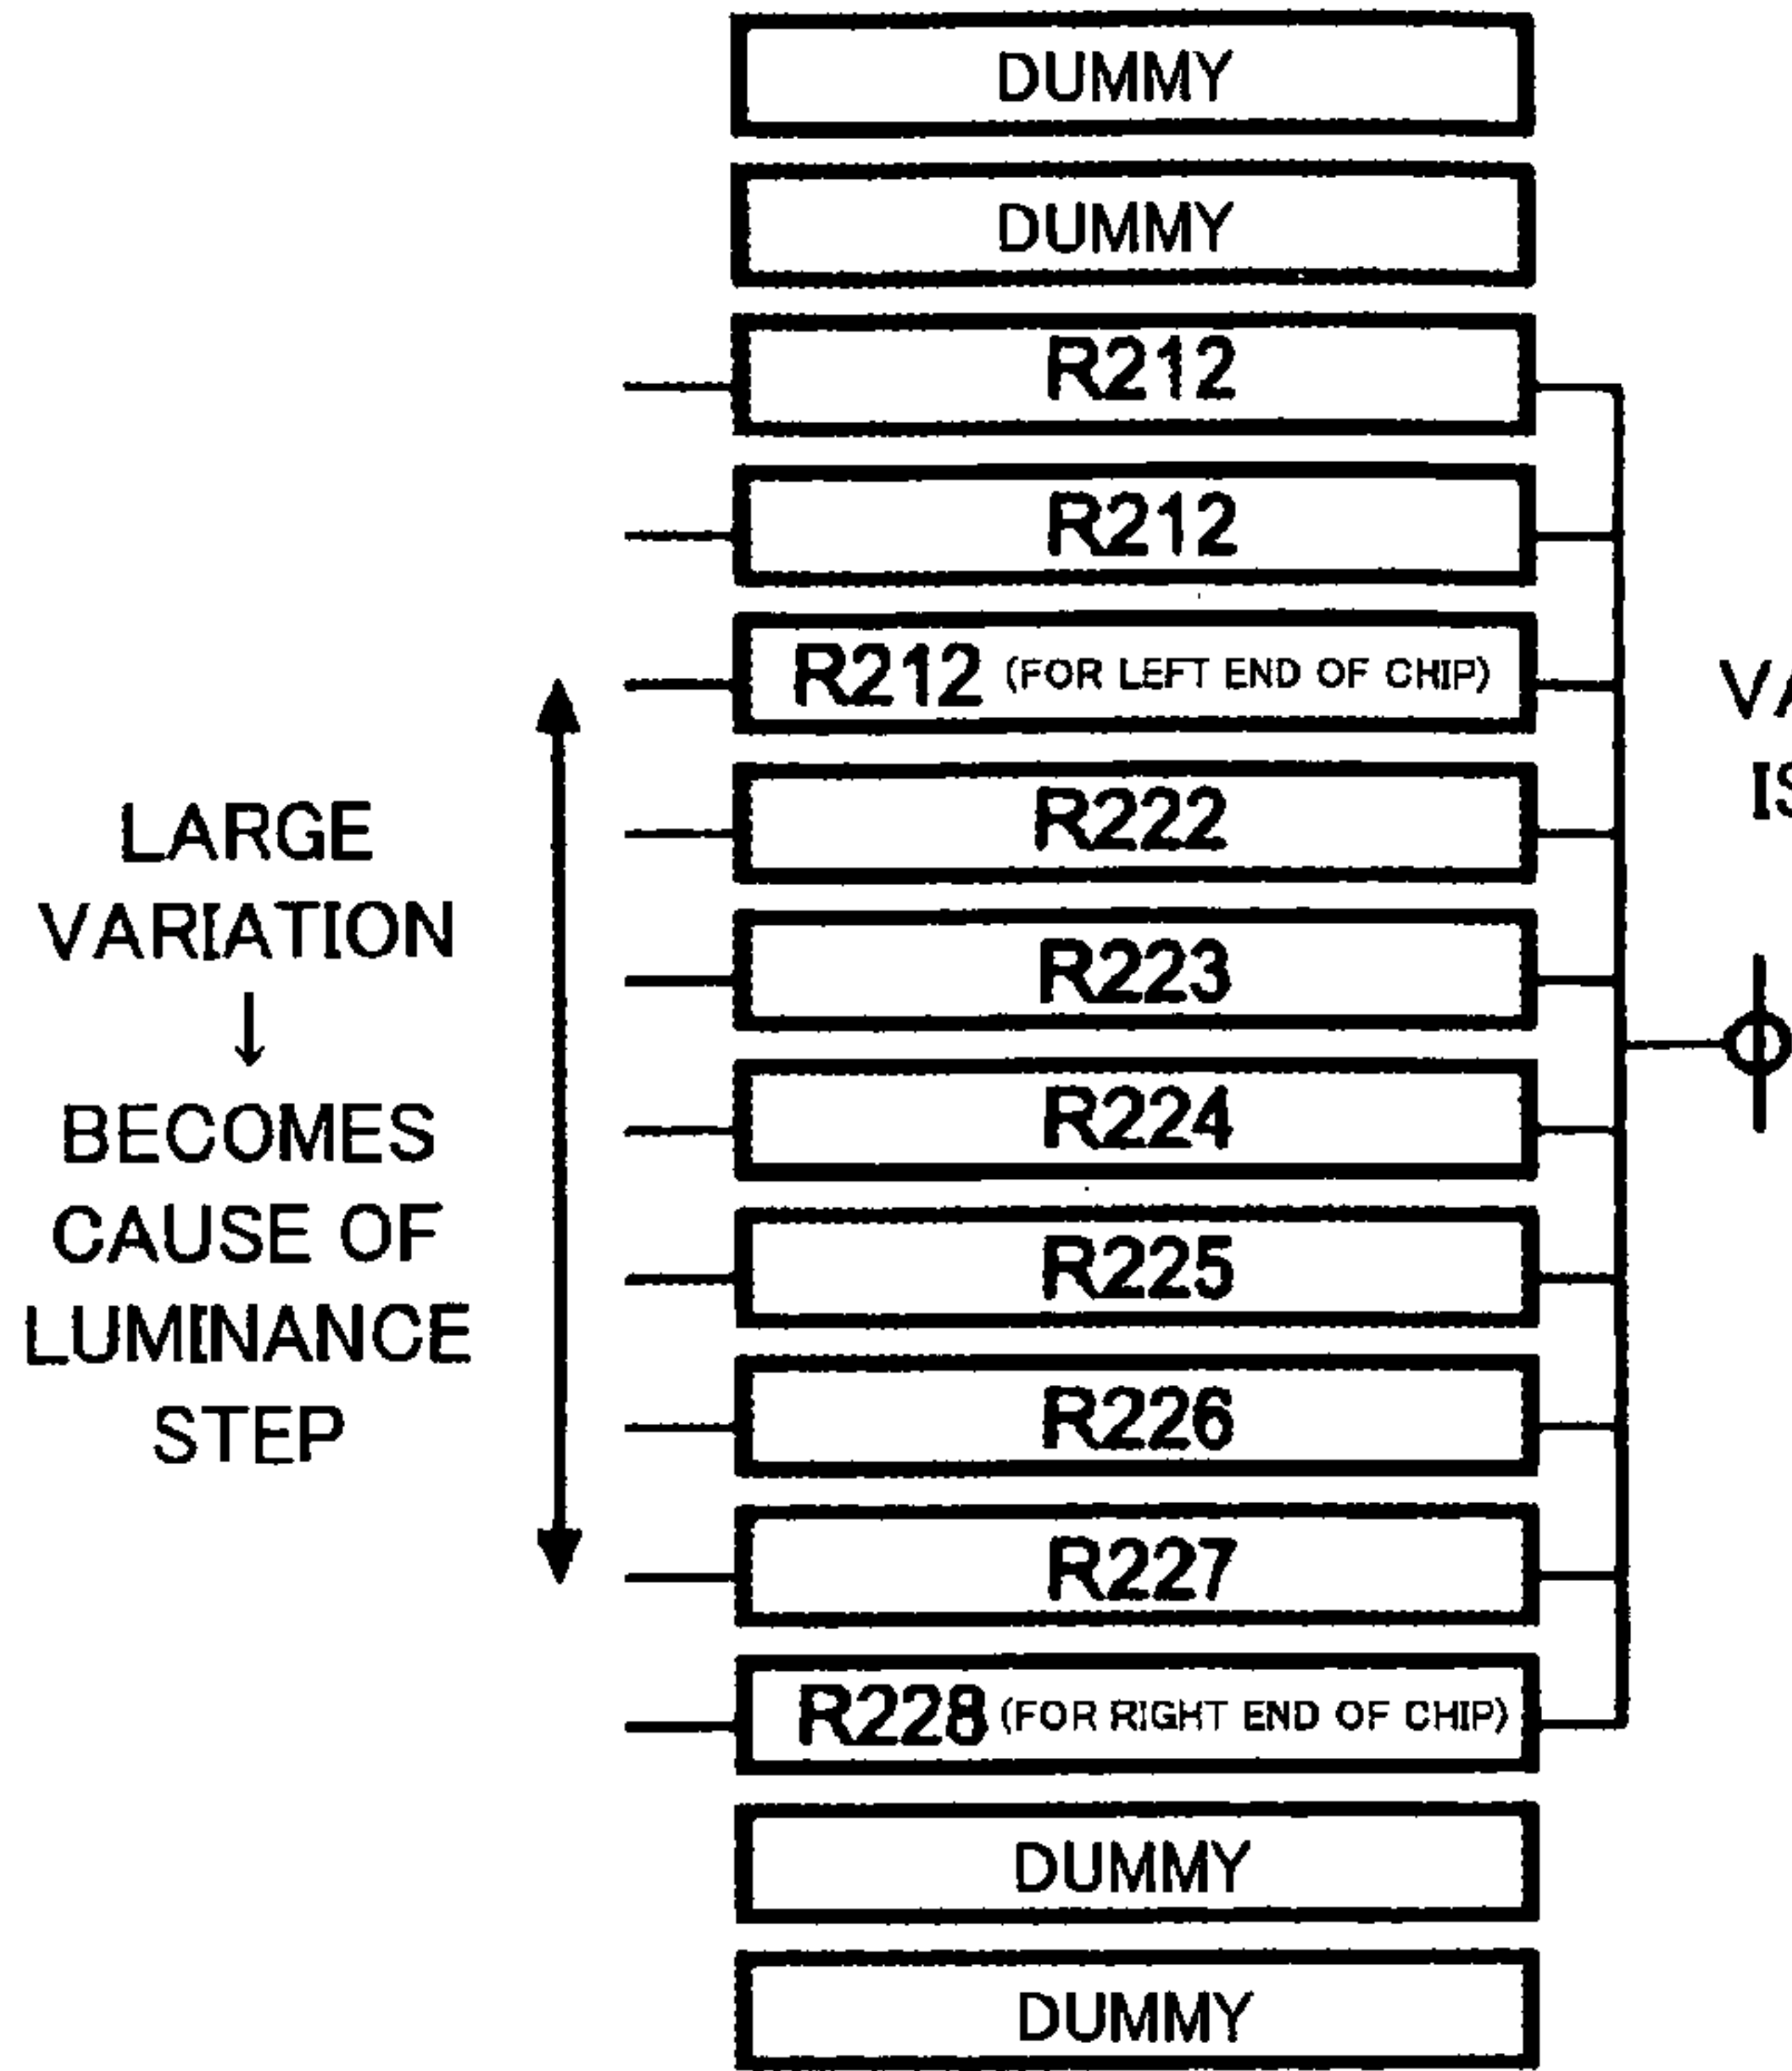 DUMMY
DUMMY
R212
R212
R212 (FOR LEFT END OF CHIP)
R222
R223
R224
R225
R226
R227
R228 (FOR RIGHT END OF CHIP)
DUMMY
DUMMY
LARGE
VARIATION
↓
BECOMES
CAUSE OF
LUMINANCE
STEP